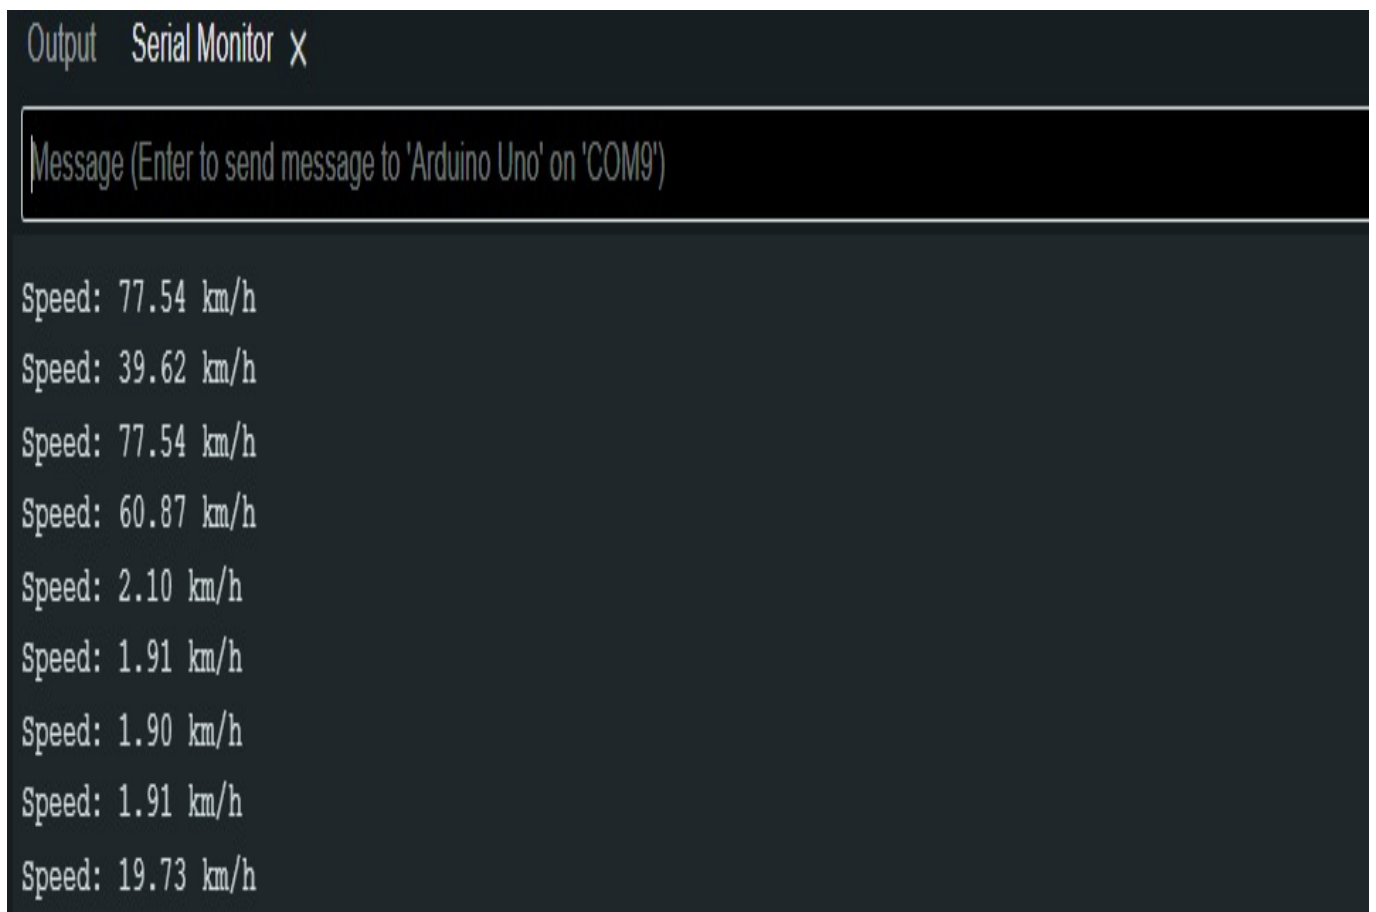 Output Serial Monitor X
Message (Enter to send message to 'Arduino Uno' on 'COM9')
Speed: 77.54 km/h
Speed: 39.62 km/h
Speed: 77.54 km/h
Speed: 60.87 km/h
Speed: 2.10 km/h
Speed: 1.91 km/h
Speed: 1.90 km/h
Speed: 1.91 km/h
Speed: 19.73 km/h